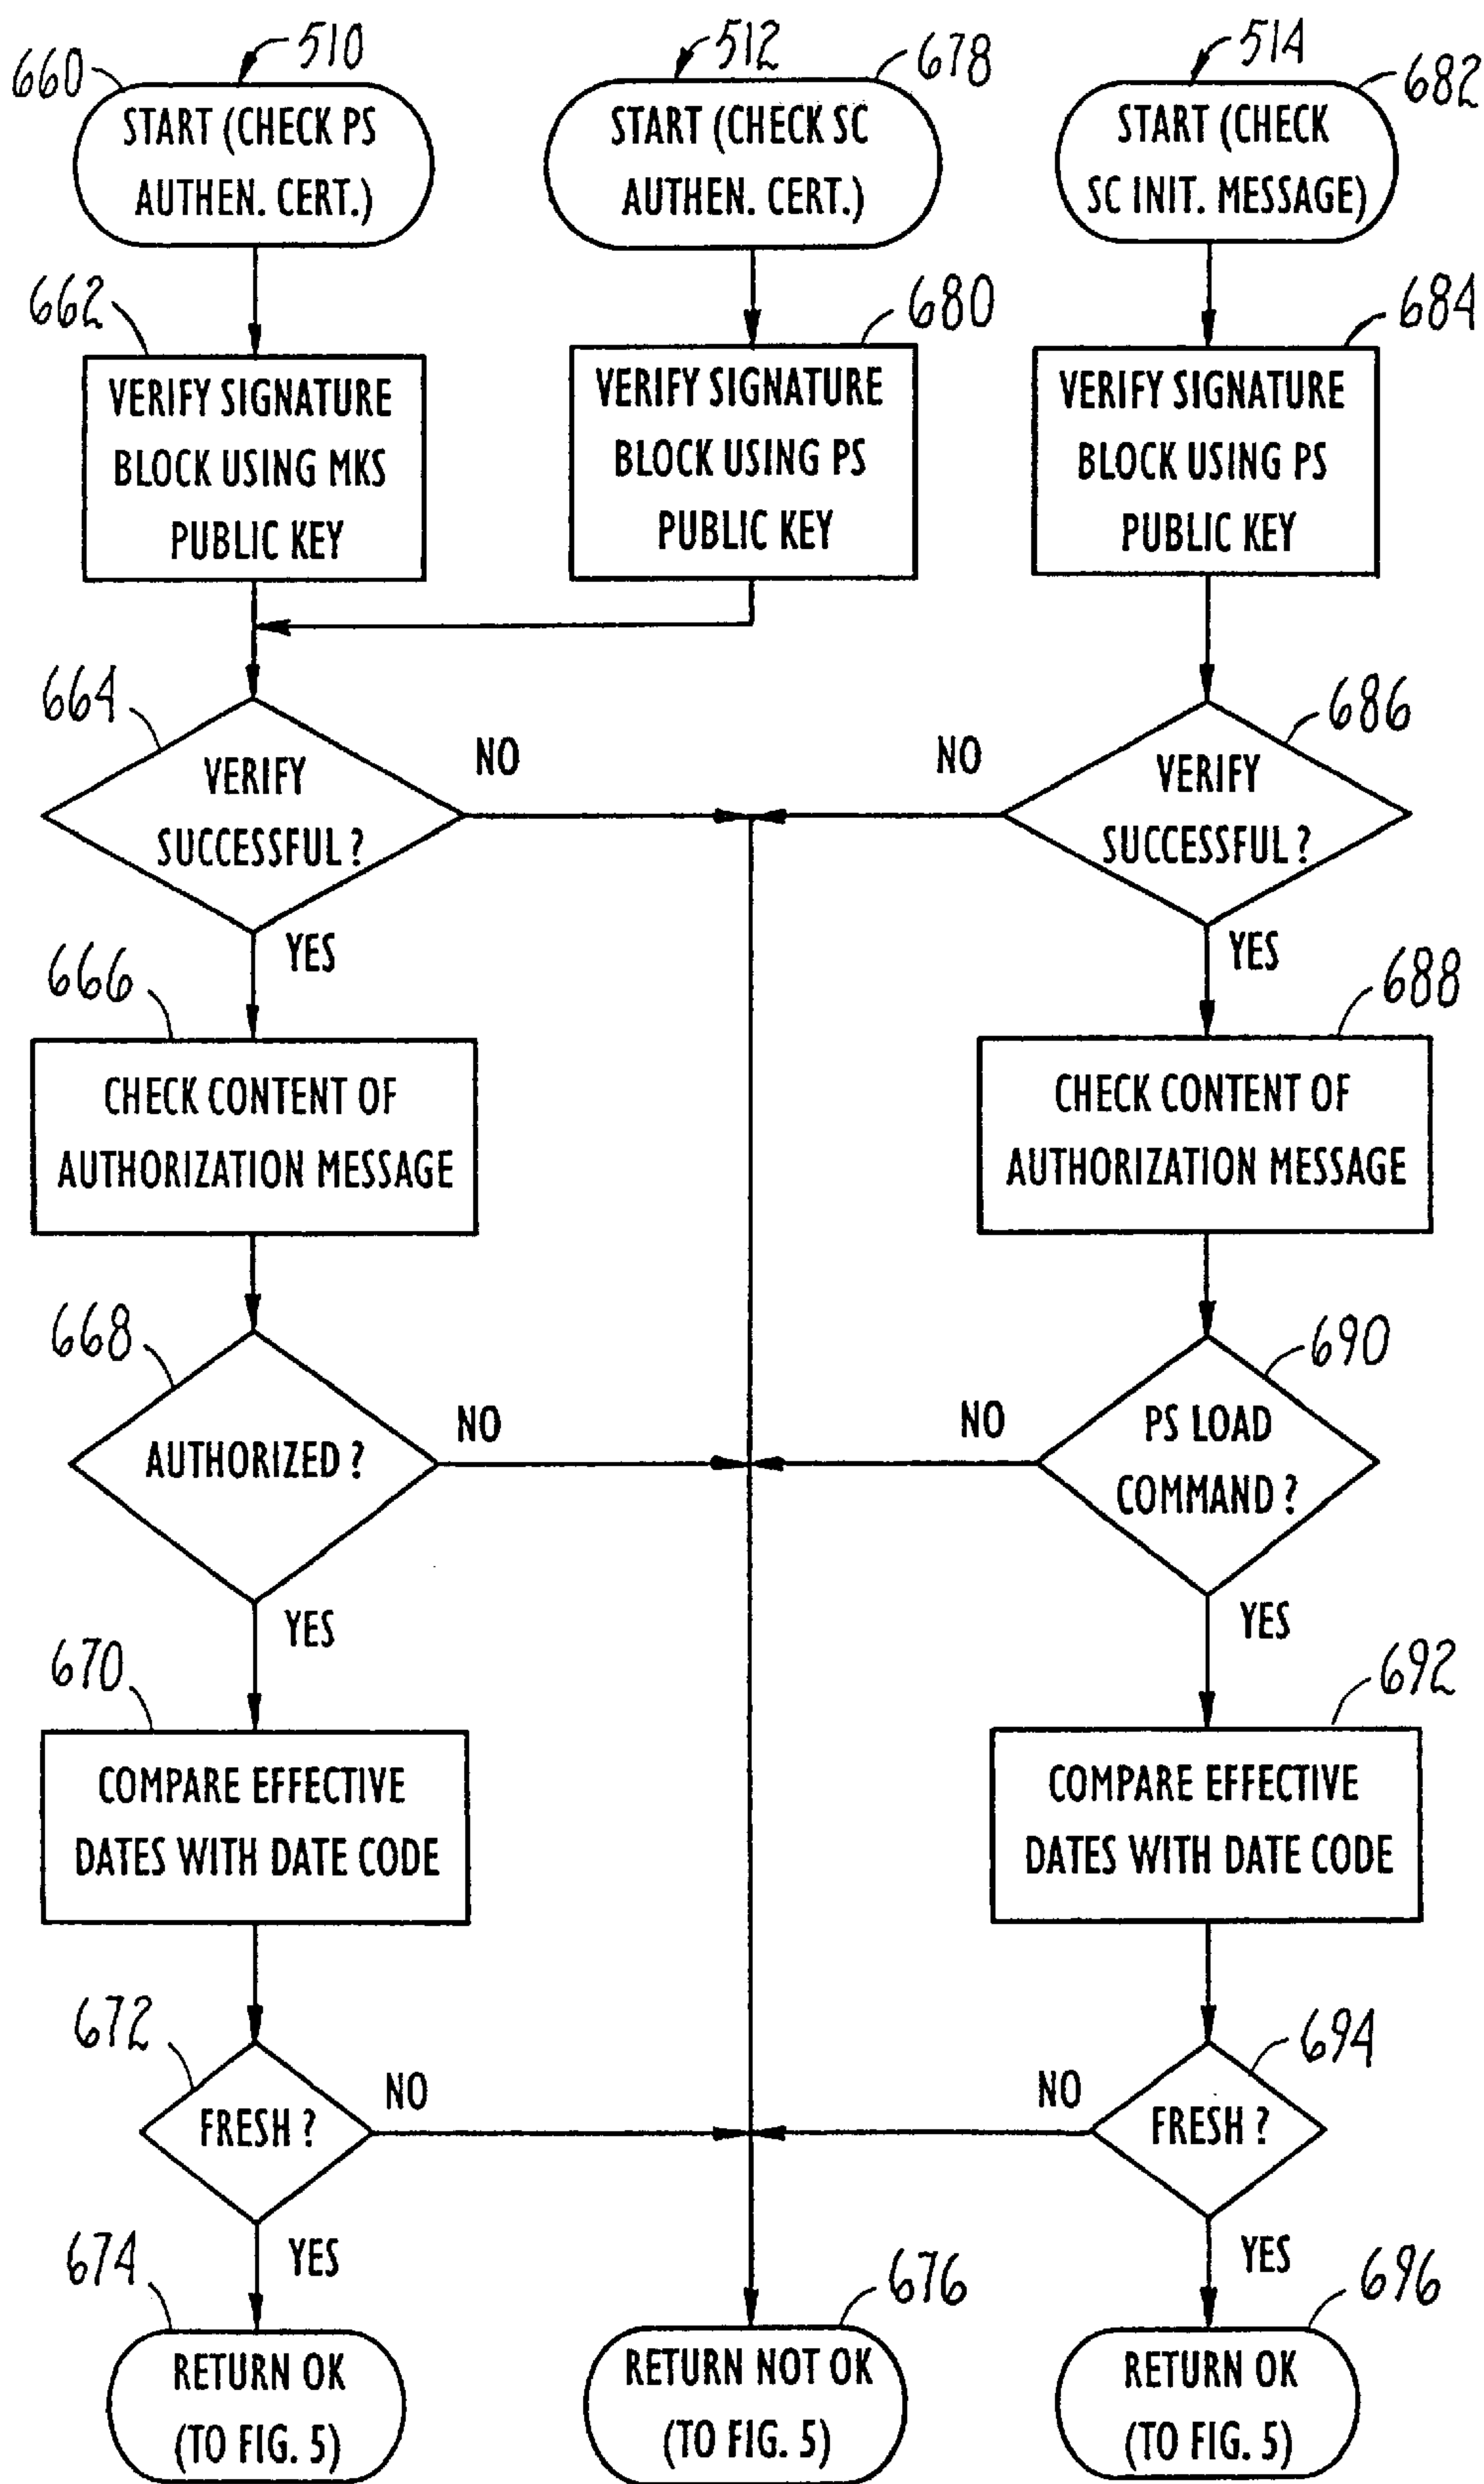 510
660
START (CHECK PS
AUTHEN. CERT.)
662
VERIFY SIGNATURE
BLOCK USING MKS
PUBLIC KEY
664
VERIFY
SUCCESSFUL ?
NO
YES
666
CHECK CONTENT OF
AUTHORIZATION MESSAGE
668
AUTHORIZED ?
NO
YES
670
COMPARE EFFECTIVE
DATES WITH DATE CODE
672
FRESH ?
NO
YES
674
RETURN OK
(TO FIG. 5)
512
678
START (CHECK SC
AUTHEN. CERT.)
680
VERIFY SIGNATURE
BLOCK USING PS
PUBLIC KEY
676
RETURN NOT OK
(TO FIG. 5)
514
682
START (CHECK
SC INIT. MESSAGE)
684
VERIFY SIGNATURE
BLOCK USING PS
PUBLIC KEY
686
NO
VERIFY
SUCCESSFUL ?
YES
688
CHECK CONTENT OF
AUTHORIZATION MESSAGE
690
NO
PS LOAD
COMMAND ?
YES
692
COMPARE EFFECTIVE
DATES WITH DATE CODE
694
NO
FRESH ?
YES
696
RETURN OK
(TO FIG. 5)